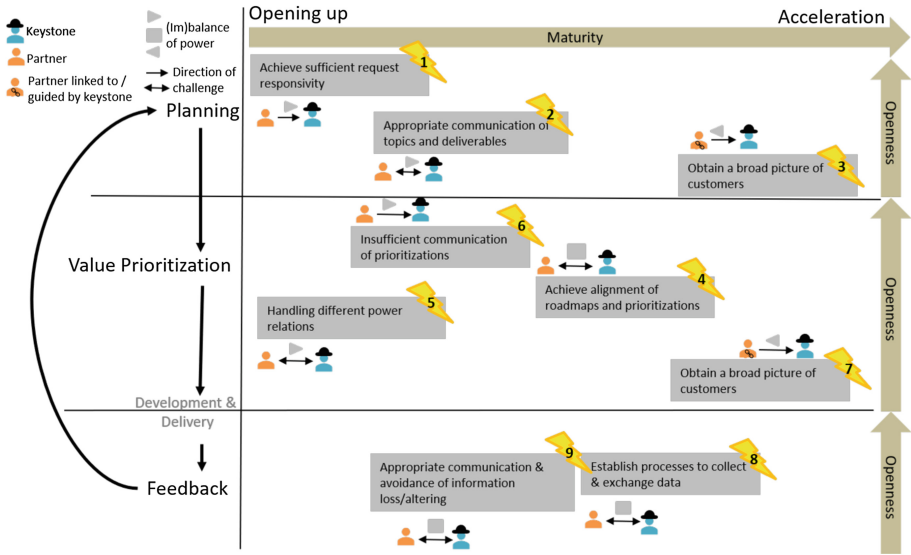 Opening up
Acceleration
Keystone
Partner
Partner linked to /
guided by keystone
(Im)balance
of power
Direction of
challenge
Maturity
Planning
Achieve sufficient request
responsivity
1
Appropriate communication of
topics and deliverables
2
Obtain a broad picture of
customers
3
Openness
Value Prioritization
Insufficient communication
of prioritizations
6
Achieve alignment of
roadmaps and prioritizations
4
Handling different power
relations
5
Obtain a broad picture of
customers
7
Openness
Development &
Delivery
Feedback
Appropriate communication &
avoidance of information
loss/altering
9
Establish processes to collect
& exchange data
8
Openness